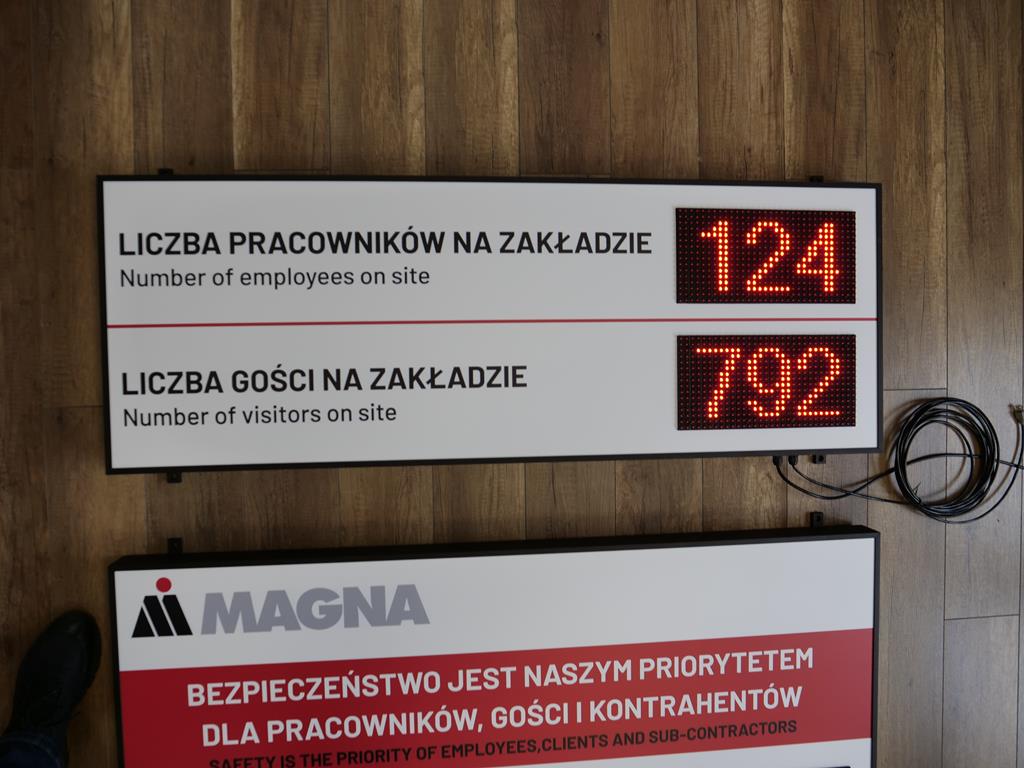 LICZBA PRACOWNIKÓW NA ZAKŁADZIE 124
Number of employees on site
LICZBA GOŚCI NA ZAKŁADZIE 792
Number of visitors on site
MAGNA
BEZPIECZEŃSTWO JEST NASZYM PRIORYTETEM
DLA PRACOWNIKÓW, GOŚCI I KONTRAHENTÓW
SAFETY IS THE PRIORITY OF EMPLOYEES,CLIENTS AND SUB-CONTRACTORS